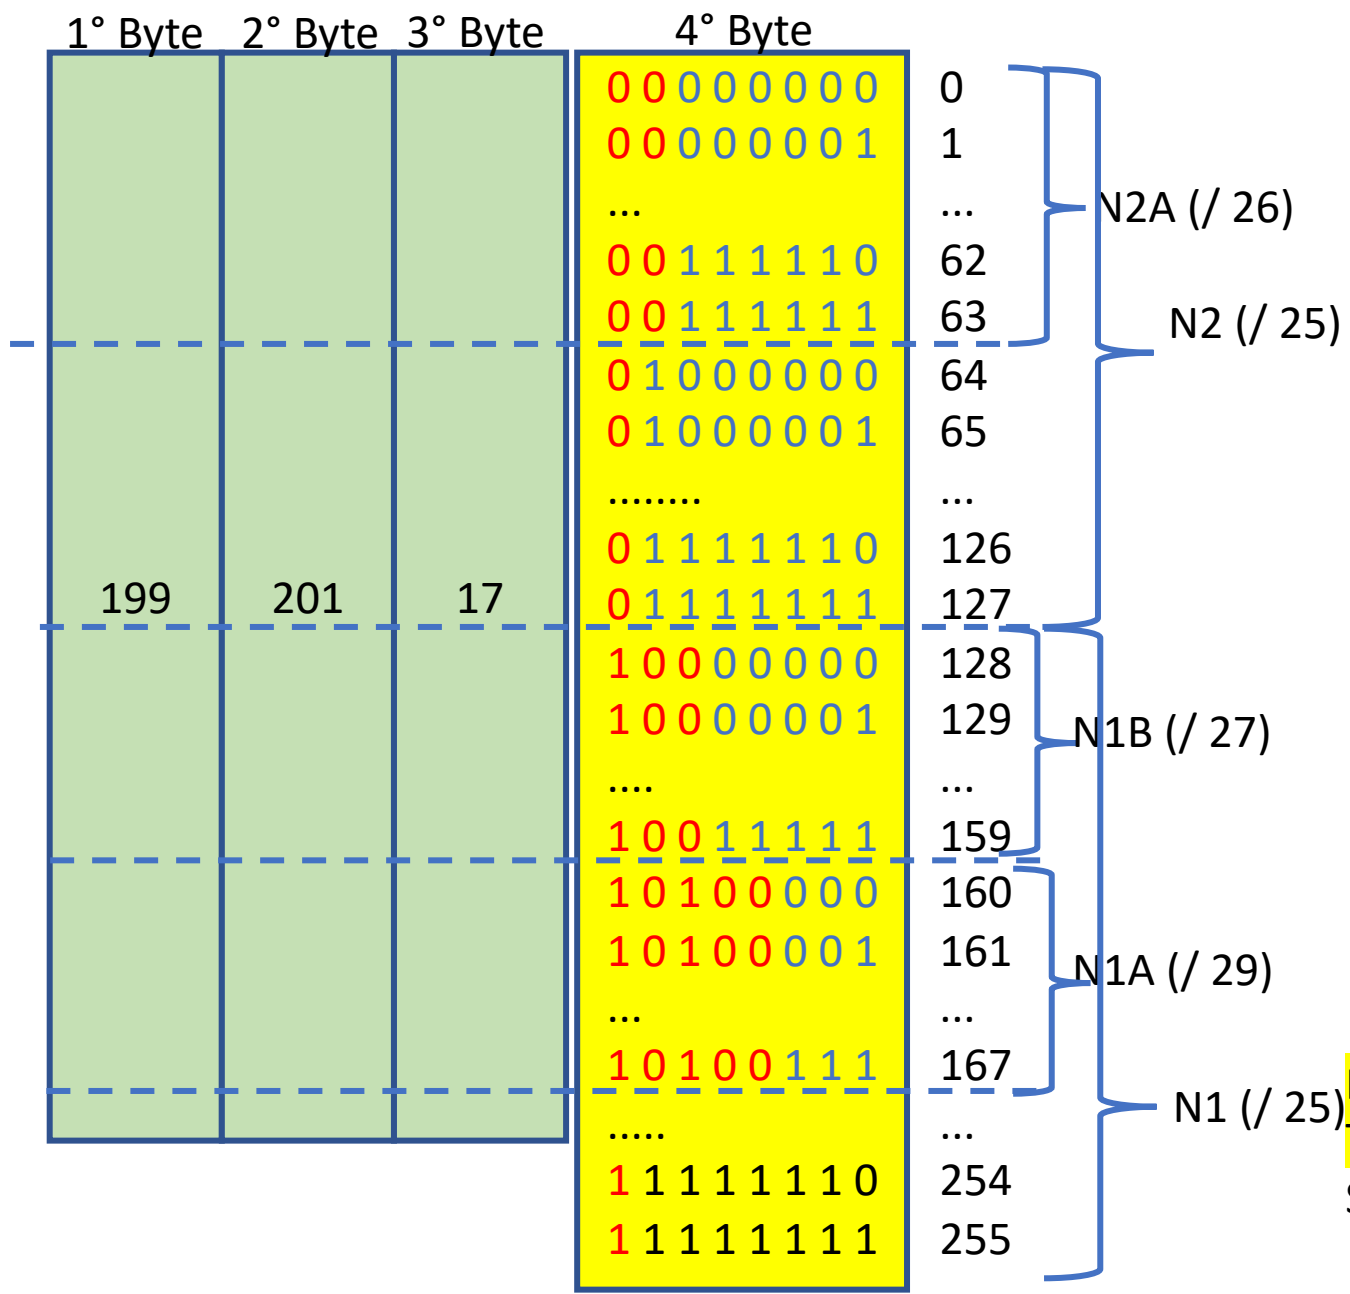 1° Byte 2° Byte 3° Byte 4° Byte
0 0 0 0 0 0 0 0 0
0 0 0 0 0 0 0 1 1
... ...
N2A (/ 26)
0 0 1 1 1 1 1 0 62
0 0 1 1 1 1 1 1 63
N2 (/ 25)
0 1 0 0 0 0 0 0 64
0 1 0 0 0 0 0 1 65
........ ...
0 1 1 1 1 1 1 0 126
199 201 17 0 1 1 1 1 1 1 1 127
1 0 0 0 0 0 0 0 128
1 0 0 0 0 0 0 1 129
N1B (/ 27)
.... ...
1 0 0 1 1 1 1 1 159
1 0 1 0 0 0 0 0 160
1 0 1 0 0 0 0 1 161
N1A (/ 29)
... ...
1 0 1 0 0 1 1 1 167
N1 (/ 25)
..... ...
1 1 1 1 1 1 1 0 254
1 1 1 1 1 1 1 1 255